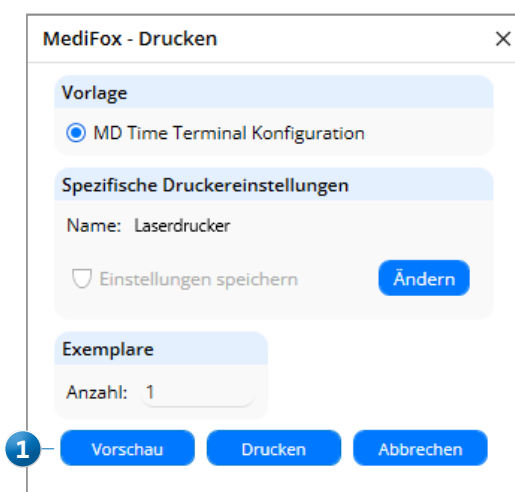 MediFox - Drucken
Vorlage
MD Time Terminal Konfiguration
Spezifische Druckereinstellungen
Name: Laserdrucker
Einstellungen speichern Ändern
Exemplare
Anzahl: 1
1 Vorschau Drucken Abbrechen